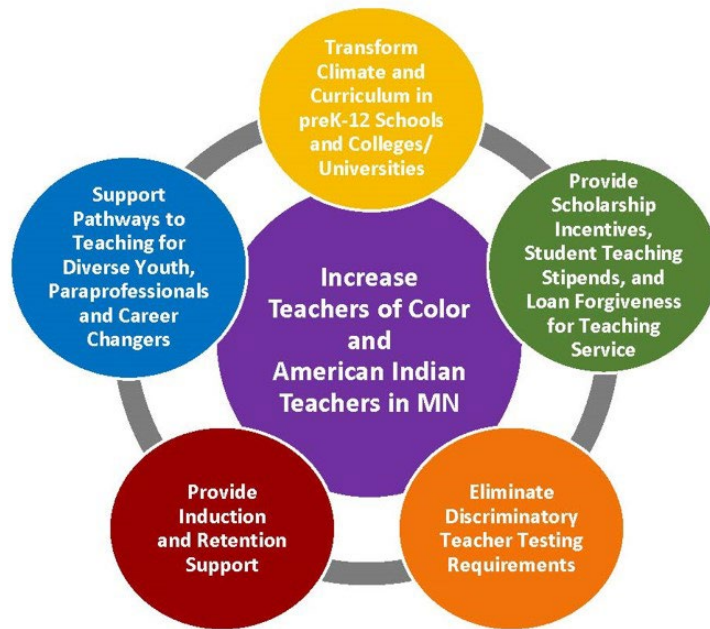 Transform
Climate and
Curriculum in
preK-12 Schools
and Colleges/
Universities
Provide
Scholarship
Incentives,
Student Teaching
Stipends, and
Loan Forgiveness
for Teaching
Service
Eliminate
Discriminatory
Teacher Testing
Requirements
Provide
Induction
and Retention
Support
Support
Pathways to
Teaching for
Diverse Youth,
Paraprofessionals
and Career
Changers
Increase
Teachers of Color
and
American Indian
Teachers in MN